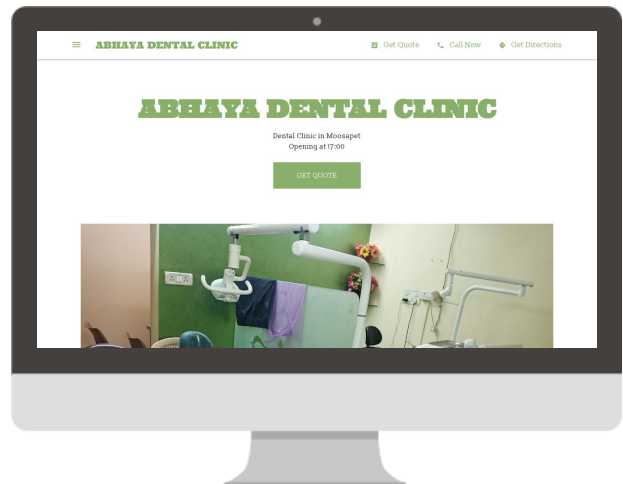 ABHAYA DENTAL CLINIC
Get Quote
Call Now
Get Directions
ABHAYA DENTAL CLINIC
Dental Clinic in Moosapet
Opening at 17:00
GET QUOTE